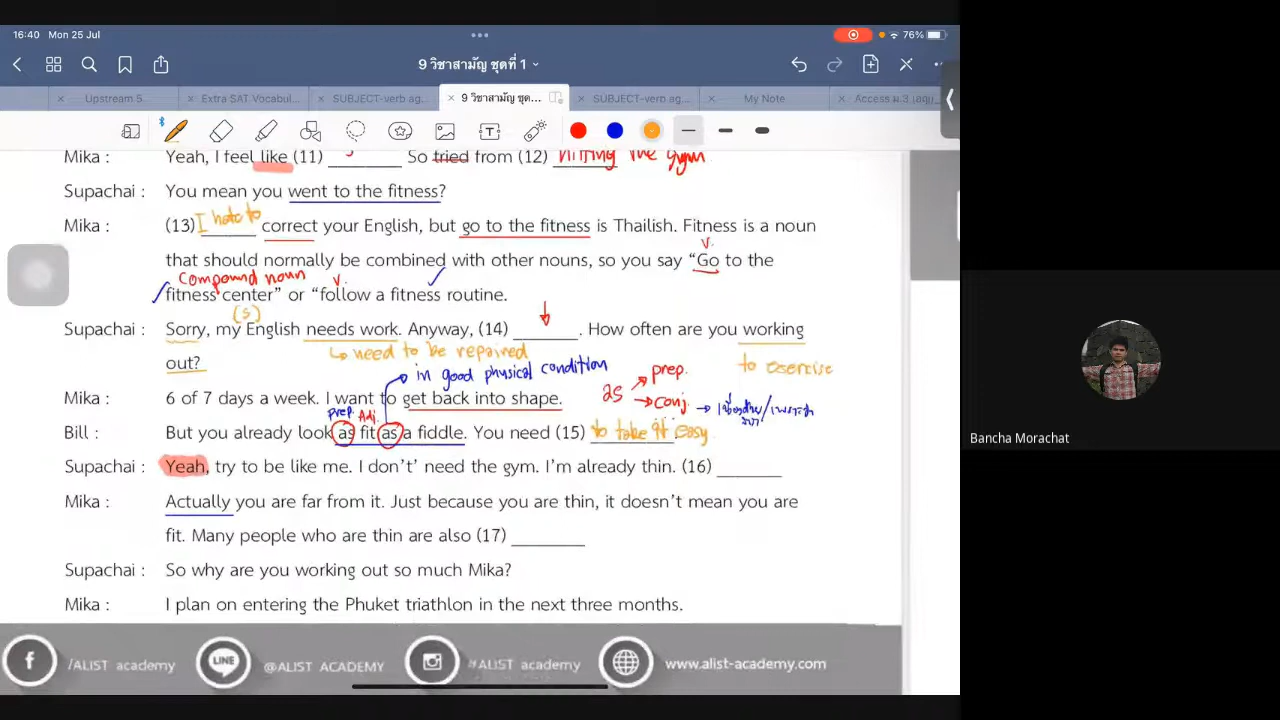 16:40 Mon 25 Jul
76%
9 วิชาสามัญ ชุดที่ 1
Upstream 5
Extra SAT Vocabul...
SUBJECT-verb ag...
9 วิชาสามัญ ชุด...
SUBJECT-verb ag...
My Note
Access ม.3 (อฤบ)
Mika : Yeah, I feel like (11) ________ So tried from (12) hitting the gym.
Supachai : You mean you went to the fitness?
Mika : (13) I hate to correct your English, but go to the fitness is Thailish. Fitness is a noun
v.
that should normally be combined with other nouns, so you say “Go to the
Compound noun v.
fitness center” or “follow a fitness routine.
(s)
Supachai : Sorry, my English needs work. Anyway, (14) ________ . How often are you working
need to be repaired
out?
to exercise
in good physical condition
as prep.
conj.
Mika : 6 of 7 days a week. I want to get back into shape.
prep. Adj.
Bill : But you already look as fit as a fiddle. You need (15) to take it easy
Supachai : Yeah, try to be like me. I don’t’ need the gym. I’m already thin. (16) ________
Mika : Actually you are far from it. Just because you are thin, it doesn’t mean you are
fit. Many people who are thin are also (17) ________
Supachai : So why are you working out so much Mika?
Mika : I plan on entering the Phuket triathlon in the next three months.
/ALIST academy
LINE
@ALIST ACADEMY
#ALIST academy
www.alist-academy.com
Bancha Morachat